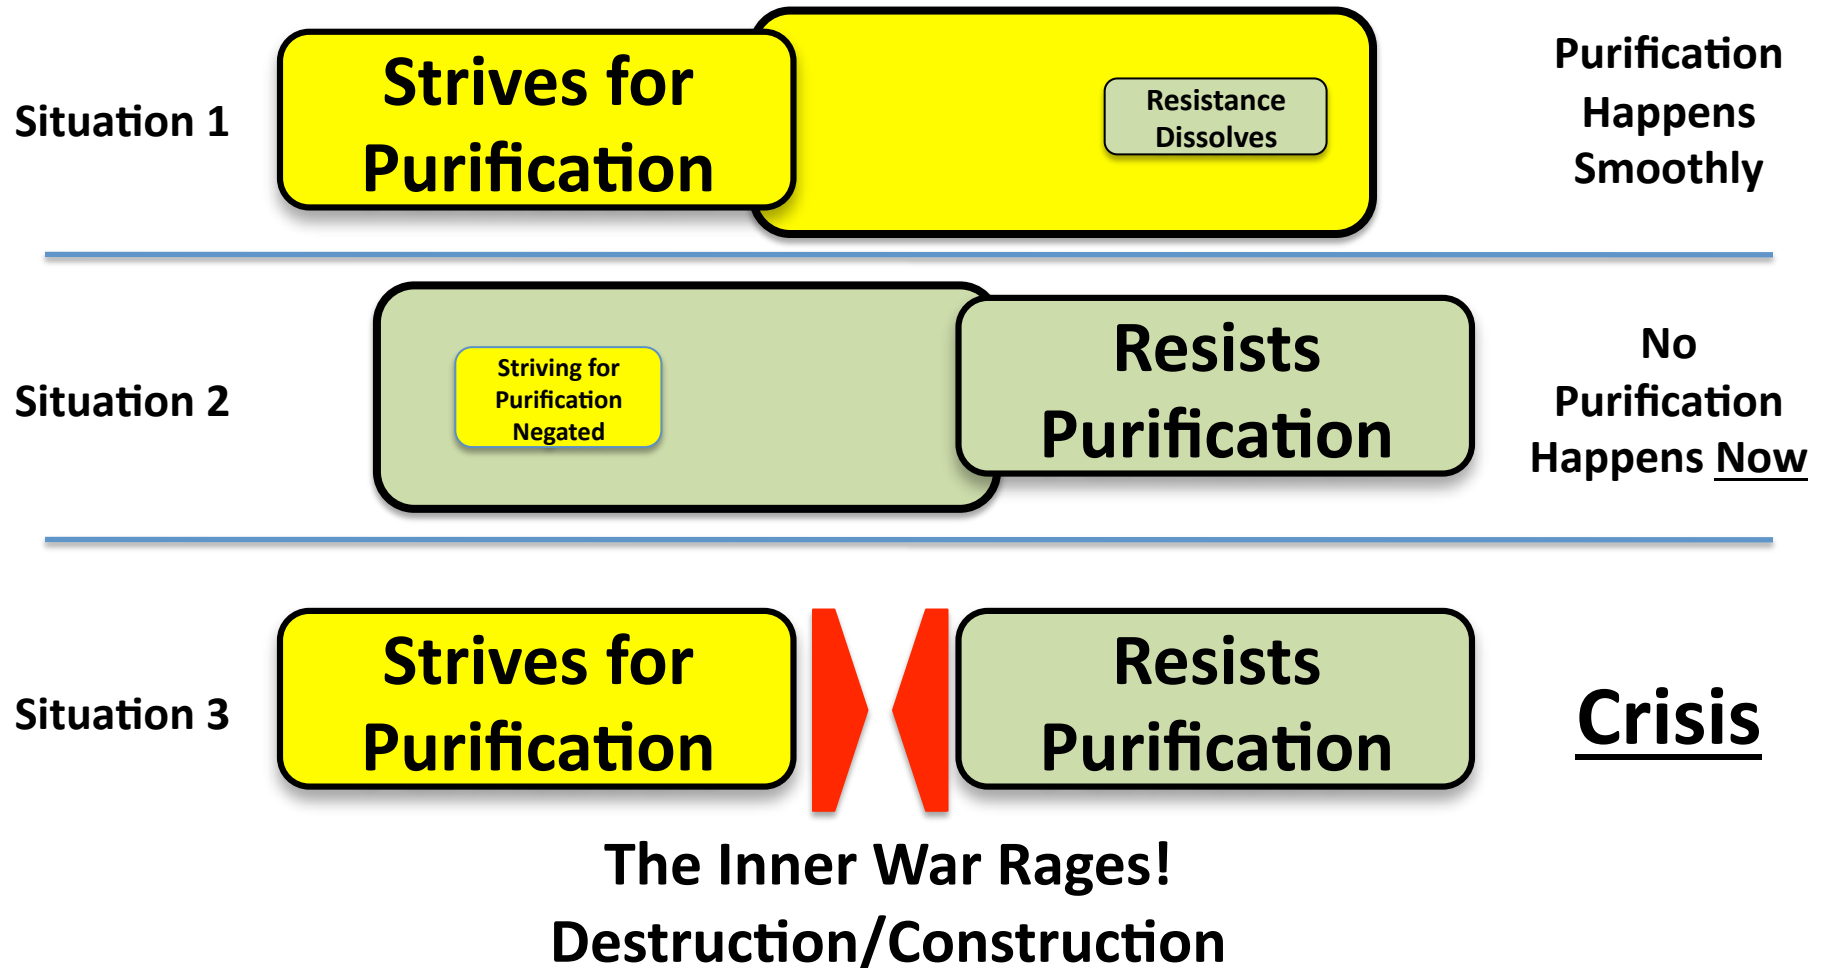 Situation 1
Strives for
Purification
Resistance
Dissolves
Purification
Happens
Smoothly
Situation 2
Striving for
Purification
Negated
Resists
Purification
No
Purification
Happens Now
Situation 3
Strives for
Purification
Resists
Purification
Crisis
The Inner War Rages!
Destruction/Construction